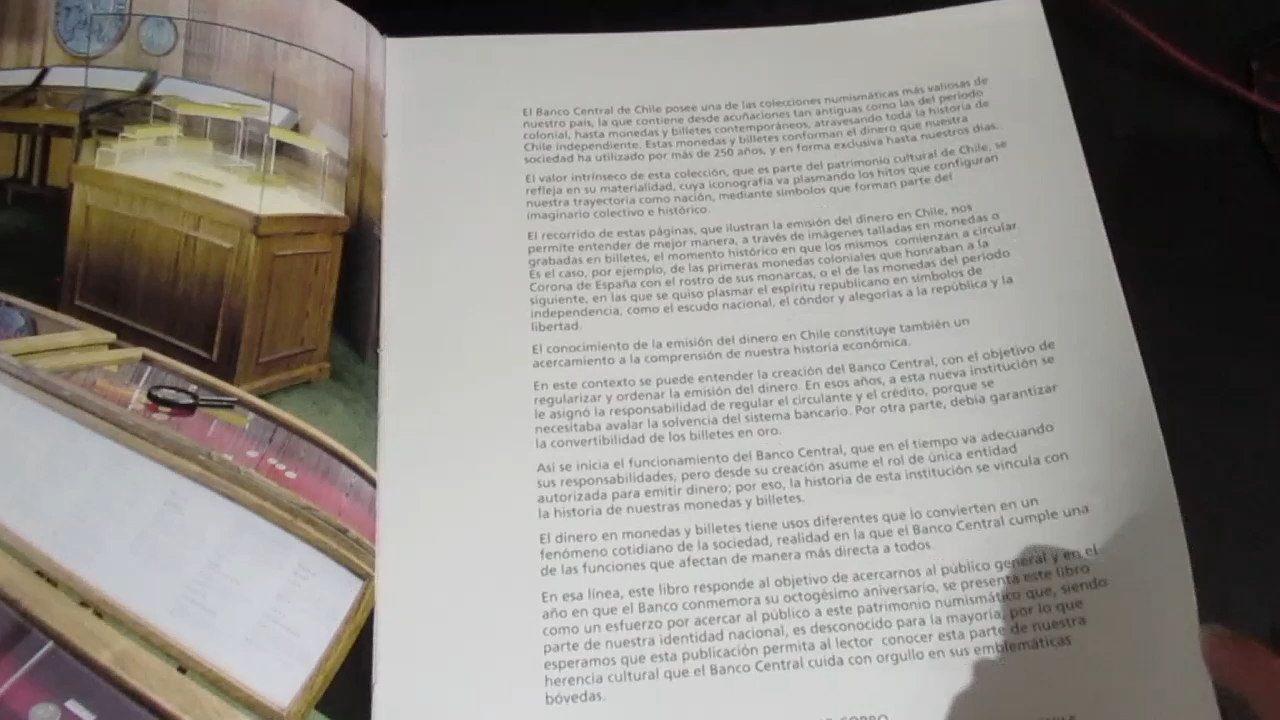 El Banco Central de Chile posee una de las colecciones numismáticas más valiosas de
nuestro país, la que contiene desde acuñaciones tan antiguas como las del período
colonial, hasta monedas y billetes contemporáneos, atravesando toda la historia de
Chile independiente. Estas monedas y billetes conforman el dinero que nuestra
sociedad ha utilizado por más de 250 años, y en forma exclusiva hasta nuestros días.
El valor intrínseco de esta colección, que es parte del patrimonio cultural de Chile, se
refleja en su materialidad, cuya iconografía va plasmando los hitos que configuran
nuestra trayectoria como nación, mediante símbolos que forman parte del
imaginario colectivo e histórico.
El recorrido de estas páginas, que ilustran la emisión del dinero en Chile, nos
permite entender de mejor manera, a través de imágenes talladas en monedas o
grabadas en billetes, el momento histórico en que los mismos comienzan a circular.
Es el caso, por ejemplo, de las primeras monedas coloniales que honraban a la
Corona de España con el rostro de sus monarcas, o el de las monedas del período
siguiente, en las que se quiso plasmar el espíritu republicano en símbolos de
independencia, como el escudo nacional, el cóndor y alegorías a la república y la
libertad.
El conocimiento de la emisión del dinero en Chile constituye también un
acercamiento a la comprensión de nuestra historia económica.
En este contexto se puede entender la creación del Banco Central, con el objetivo de
regularizar y ordenar la emisión del dinero. En esos años, a esta nueva institución se
le asignó la responsabilidad de regular el circulante y el crédito, porque se
necesitaba avalar la solvencia del sistema bancario. Por otra parte, debía garantizar
la convertibilidad de los billetes en oro.
Así se inicia el funcionamiento del Banco Central, que en el tiempo va adecuando
sus responsabilidades, pero desde su creación asume el rol de única entidad
autorizada para emitir dinero; por eso, la historia de esta institución se vincula con
la historia de nuestras monedas y billetes.
El dinero en monedas y billetes tiene usos diferentes que lo convierten en un
fenómeno cotidiano de la sociedad, realidad en la que el Banco Central cumple una
de las funciones que afectan de manera más directa a todos.
En esa línea, este libro responde al objetivo de acercarnos al público general y en el
año en que el Banco conmemora su octogésimo aniversario, se presenta este libro
como un esfuerzo por acercar al público a este patrimonio numismático que, siendo
parte de nuestra identidad nacional, es desconocido para la mayoría, por lo que
esperamos que esta publicación permita al lector conocer esta parte de nuestra
herencia cultural que el Banco Central cuida con orgullo en sus emblemáticas
bóvedas.